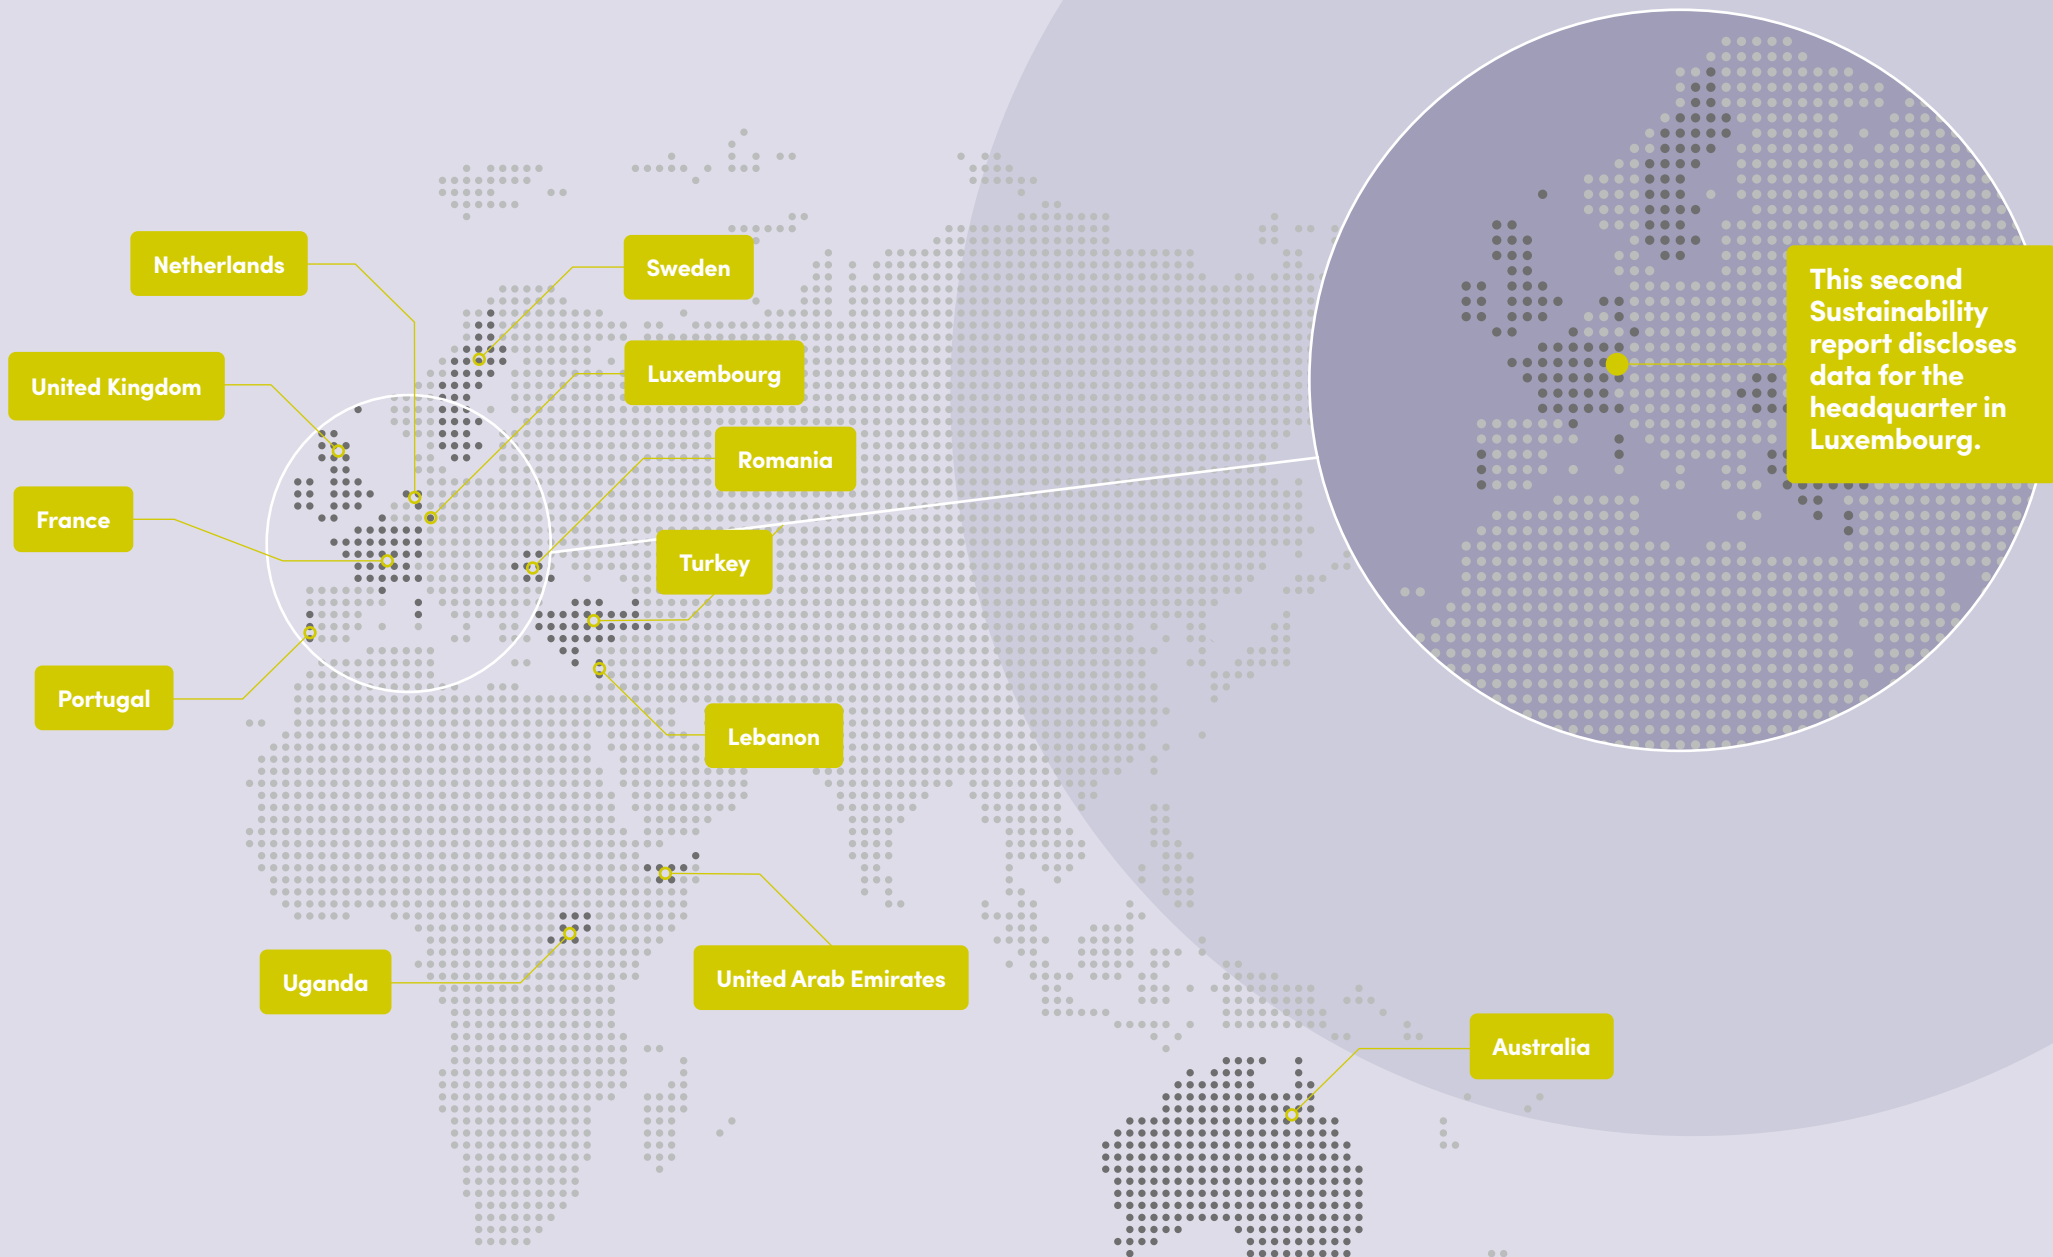 Netherlands
Sweden
United Kingdom
Luxembourg
Romania
France
Turkey
Portugal
Lebanon
Uganda
United Arab Emirates
Australia
This second
Sustainability
report discloses
data for the
headquarter in
Luxembourg.